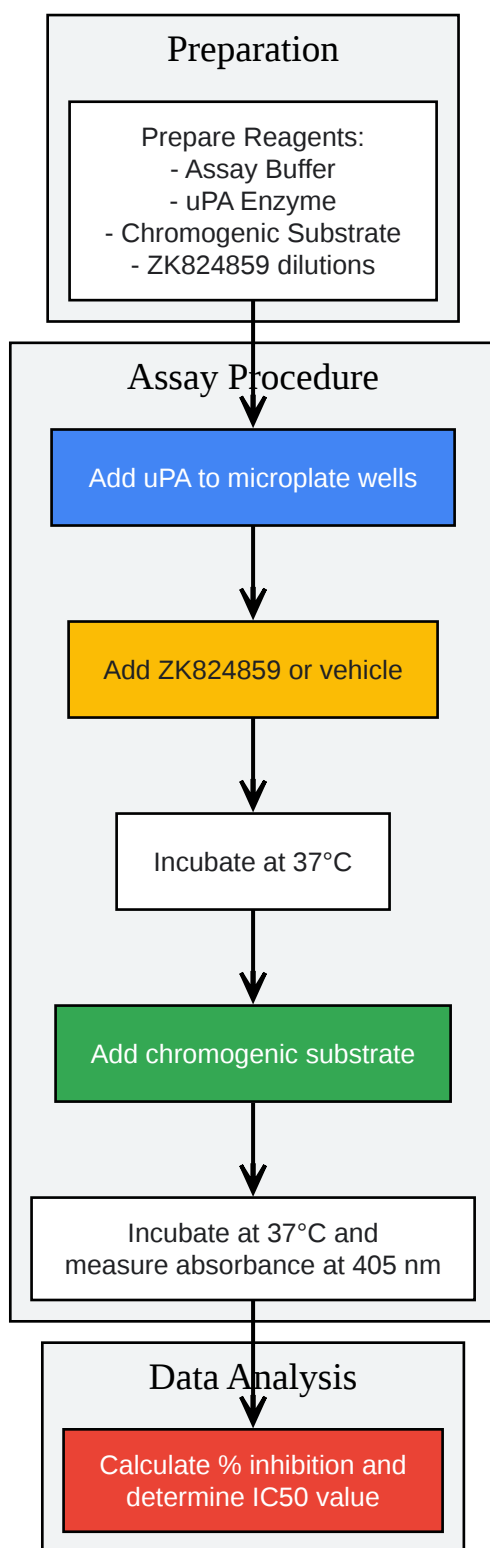 Preparation
Prepare Reagents:
- Assay Buffer
- uPA Enzyme
- Chromogenic Substrate
- ZK824859 dilutions
Assay Procedure
Add uPA to microplate wells
Add ZK824859 or vehicle
Incubate at 37°C
Add chromogenic substrate
Incubate at 37°C and
measure absorbance at 405 nm
Data Analysis
Calculate % inhibition and
determine IC50 value